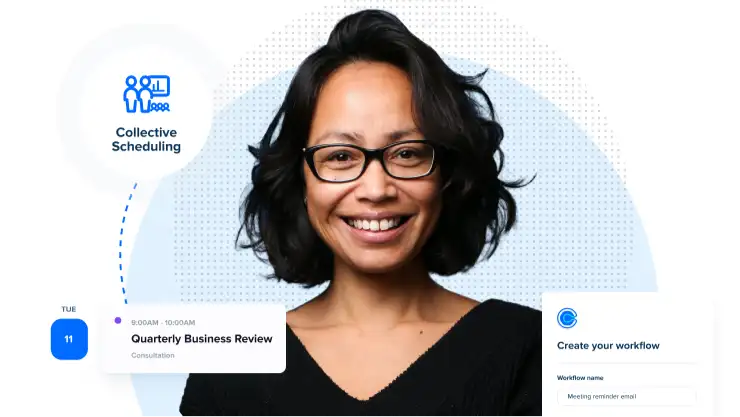 Collective
Scheduling
TUE
11
9:00AM - 10:00AM
Quarterly Business Review
Consultation
Create your workflow
Workflow name
Meeting reminder email